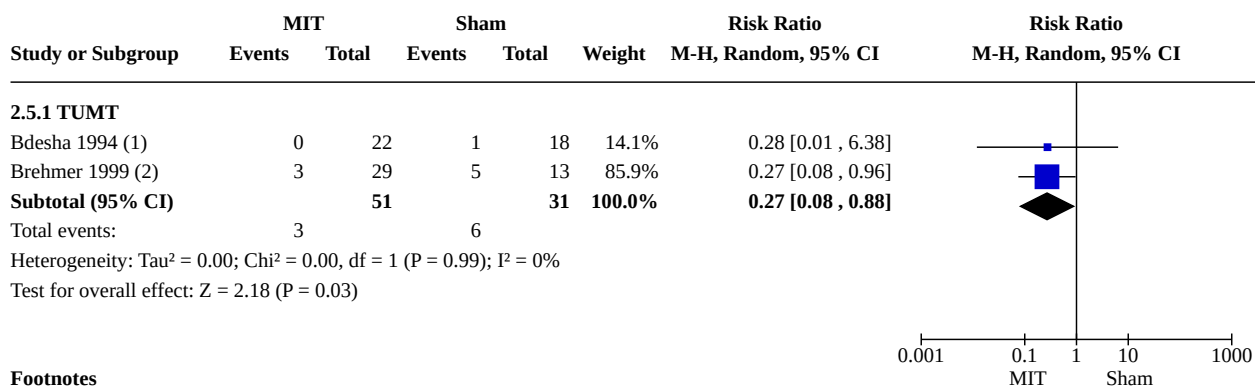 MIT Sham Risk Ratio Risk Ratio
Study or Subgroup Events Total Events Total Weight M-H, Random, 95% CI M-H, Random, 95% CI
2.5.1 TUMT
Bdesha 1994 (1) 0 22 1 18 14.1% 0.28 [0.01 , 6.38]
Brehmer 1999 (2) 3 29 5 13 85.9% 0.27 [0.08 , 0.96]
Subtotal (95% CI) 51 31 100.0% 0.27 [0.08 , 0.88]
Total events: 3 6
Heterogeneity: Tau² = 0.00; Chi² = 0.00, df = 1 (P = 0.99); I² = 0%
Test for overall effect: Z = 2.18 (P = 0.03)
0.001 0.1 1 10 1000
MIT Sham
Footnotes